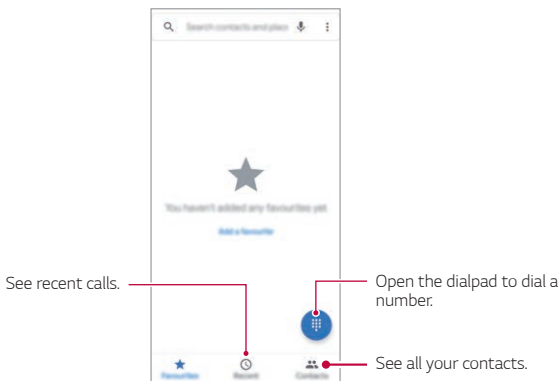 Search contacts and place
You haven't added any favourites yet
Add a favourite
See recent calls.
Open the dialpad to dial a
number.
Favourites Recent Contacts
See all your contacts.